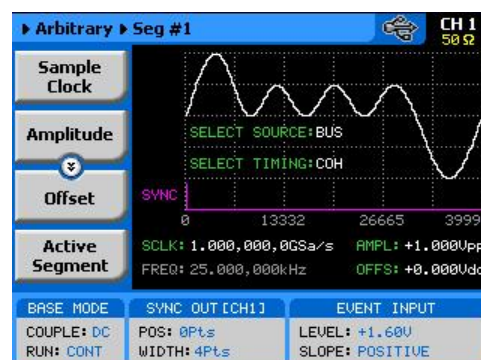 Arbitrary Seg #1 CH 1
50 Ω
Sample
Clock
Amplitude
Offset
Active
Segment
SELECT SOURCE:BUS
SELECT TIMING:COH
SYNC
0 13332 26665 3999
SCLK: 1.000,000,0GSa/s AMPL: +1.000Vpp
FREQ: 25.000,000kHz OFFS: +0.000Vdc
BASE MODE SYNC OUT [CH1] EVENT INPUT
COUPLE: DC POS: 0Pts LEVEL: +1.60V
RUN: CONT WIDTH: 4Pts SLOPE: POSITIVE